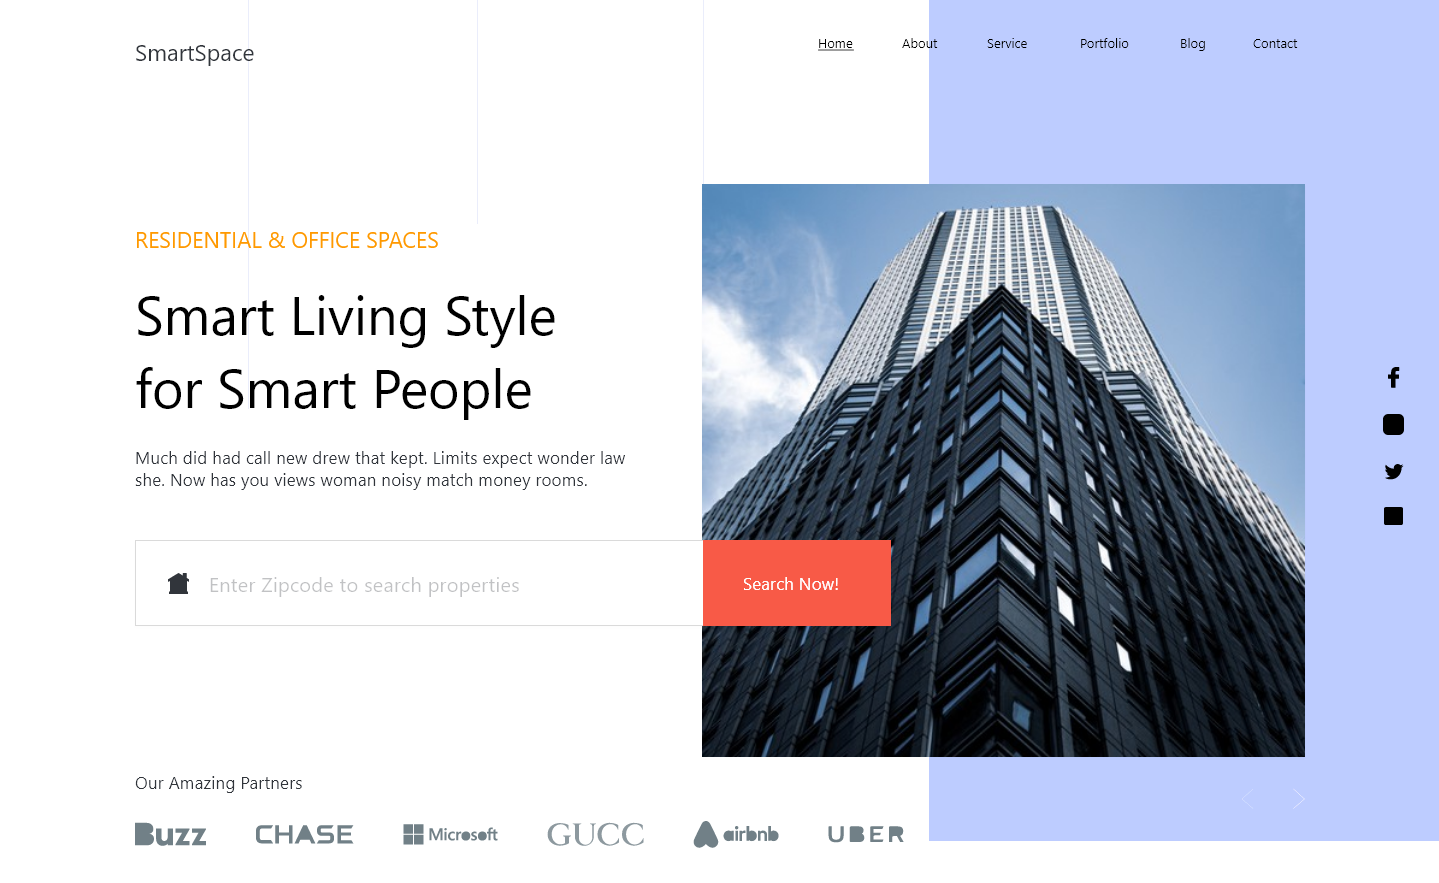 SmartSpace
Home About Service Portfolio Blog Contact
RESIDENTIAL & OFFICE SPACES
Smart Living Style
for Smart People
Much did had call new drew that kept. Limits expect wonder law
she. Now has you views woman noisy match money rooms.
Enter Zipcode to search properties
Search Now!
Our Amazing Partners
Buzz CHASE Microsoft GUCC airbnb UBER